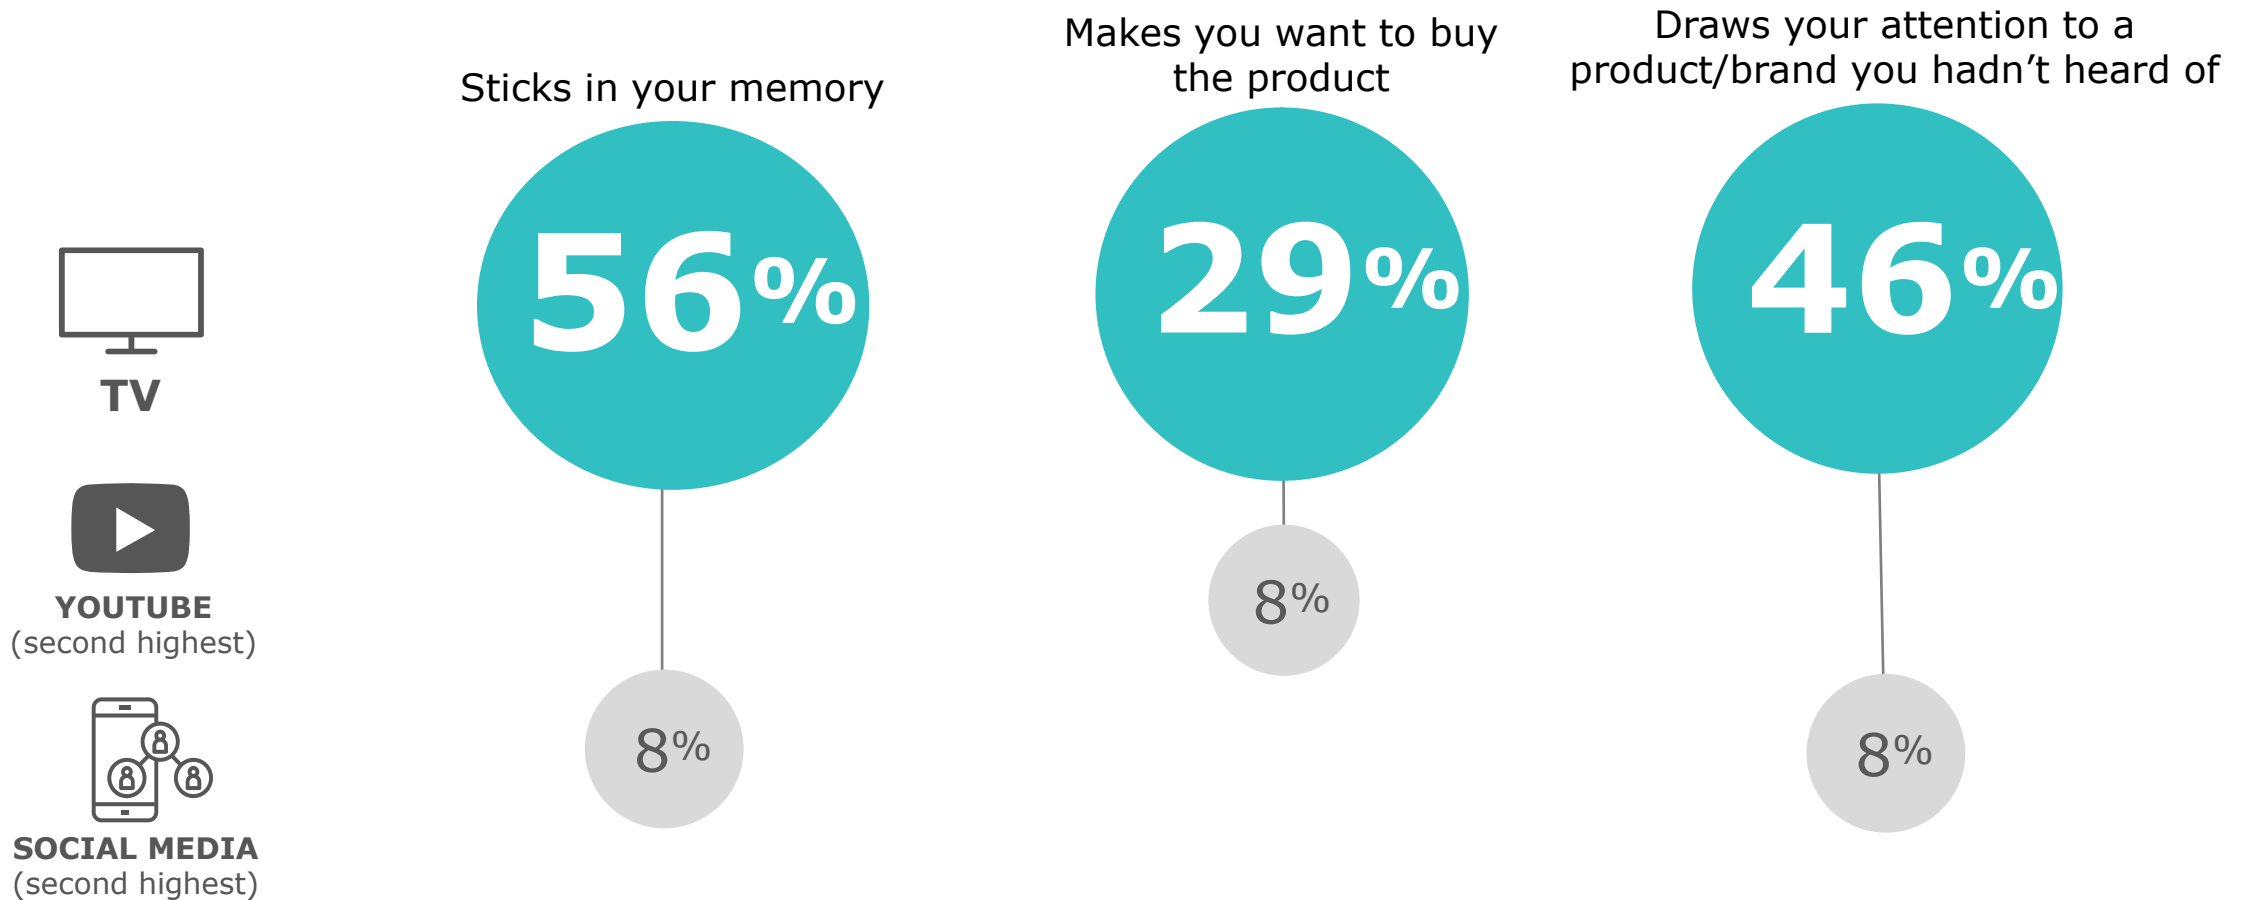 Sticks in your memory
Makes you want to buy
the product
Draws your attention to a
product/brand you hadn’t heard of
TV
56%
29%
46%
YOUTUBE
(second highest)
8%
SOCIAL MEDIA
(second highest)
8%
8%